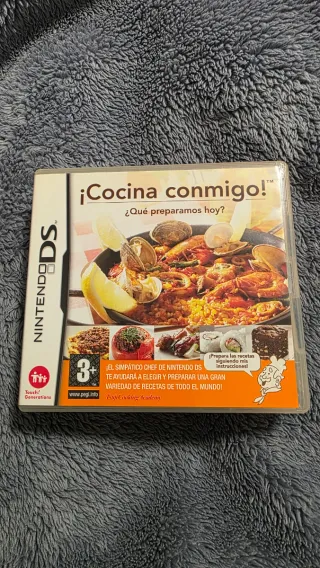 ¡Cocina conmigo!™
¿Qué preparamos hoy?
NINTENDO DS
™
¡Prepara las recetas
siguiendo mis
instrucciones!
3+
www.pegi.info
¡EL SIMPÁTICO CHEF DE NINTENDO DS
TE AYUDARÁ A ELEGIR Y PREPARAR UNA GRAN
VARIEDAD DE RECETAS DE TODO EL MUNDO!
Touch!
Generations